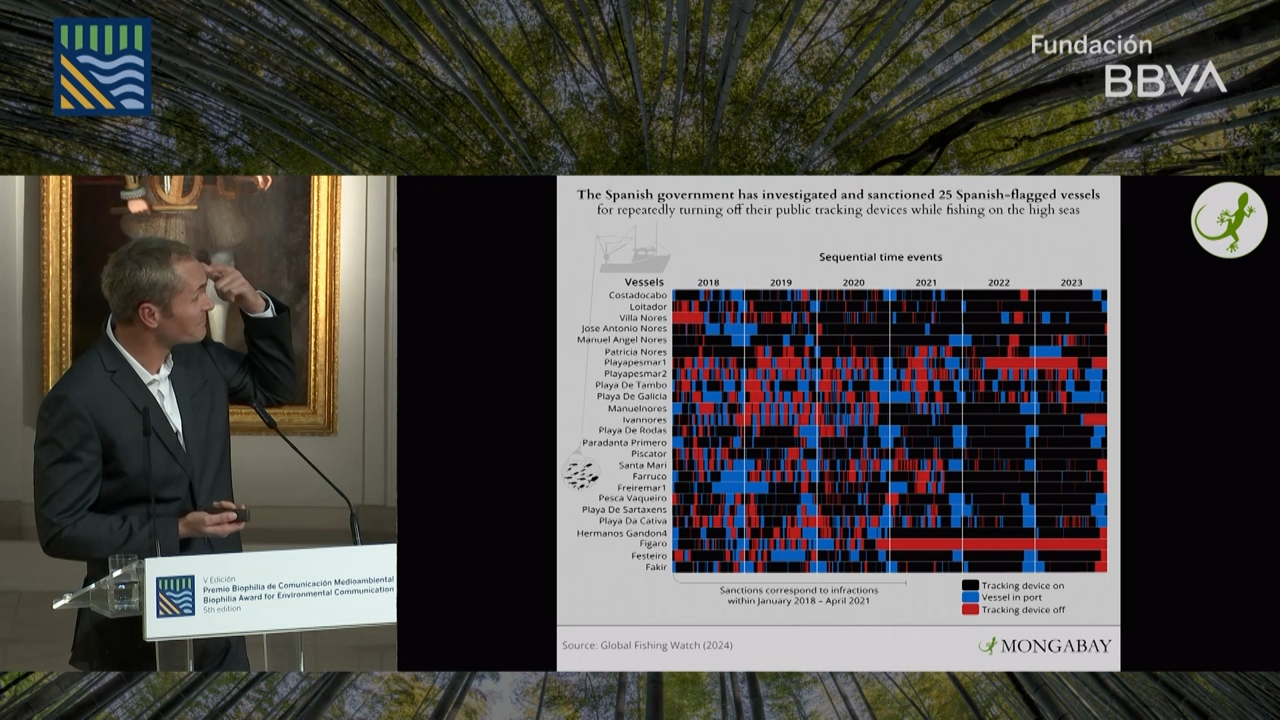 Fundación
BBVA
The Spanish government has investigated and sanctioned 25 Spanish-flagged vessels
for repeatedly turning off their public tracking devices while fishing on the high seas
Sequential time events
Vessels 2018 2019 2020 2021 2022 2023
Costadocabo
Loitador
Villa Nores
Jose Antonio Nores
Manuel Angel Nores
Patricia Nores
Playapesmar1
Playapesmar2
Playa De Tambo
Playa De Galicia
Manuelnores
Ivannores
Playa De Rodas
Paradanta Primero
Piscator
Santa Mari
Farruco
Freiremar1
Pesca Vaqueiro
Playa De Sartaxens
Playa Da Cativa
Hermanos Gandon4
Figaro
Festeiro
Fakir
Sanctions correspond to infractions
within January 2018 – April 2021
Tracking device on
Vessel in port
Tracking device off
Source: Global Fishing Watch (2024)
MONGABAY
V Edición
Premio Biophilia de Comunicación Medioambiental
Biophilia Award for Environmental Communication
5th edition